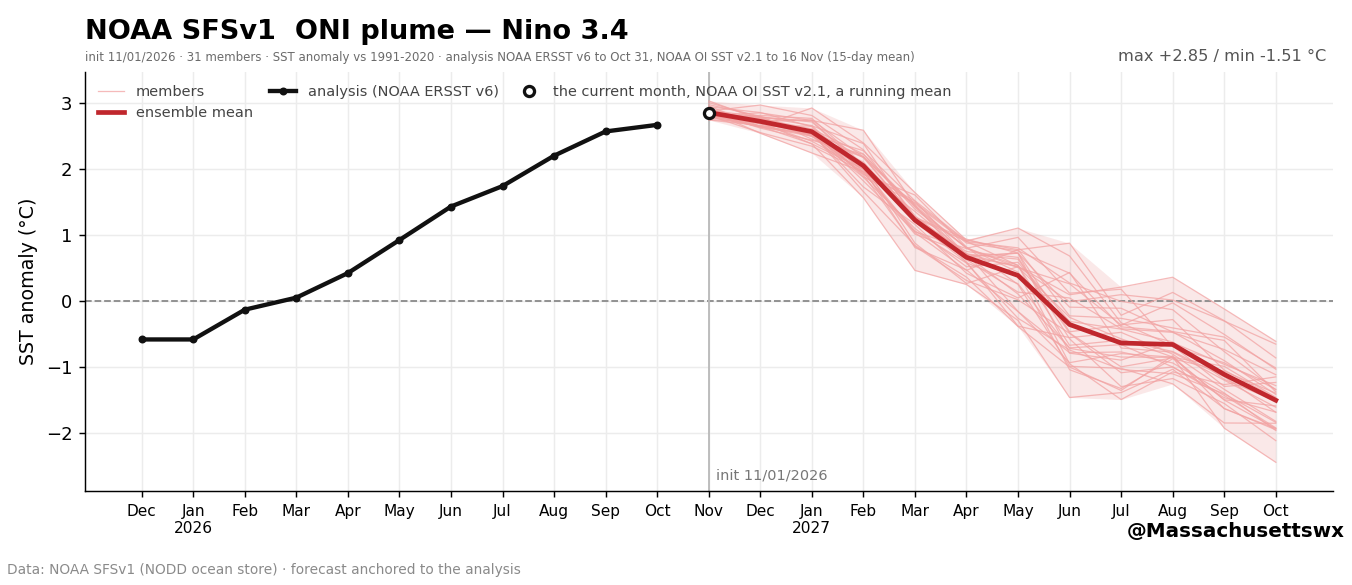 NOAA SFSv1  ONI plume — Nino 3.4
init 11/01/2026 · 31 members · SST anomaly vs 1991-2020 · analysis NOAA ERSST v6 to Oct 31, NOAA OI SST v2.1 to 16 Nov (15-day mean)
max +2.85 / min -1.51 °C
members
analysis (NOAA ERSST v6)
the current month, NOAA OI SST v2.1, a running mean
ensemble mean
SST anomaly (°C)
3
2
1
0
−1
−2
init 11/01/2026
Dec Jan Feb Mar Apr May Jun Jul Aug Sep Oct Nov Dec Jan Feb Mar Apr May Jun Jul Aug Sep Oct
2026 2027
@Massachusettswx
Data: NOAA SFSv1 (NODD ocean store) · forecast anchored to the analysis